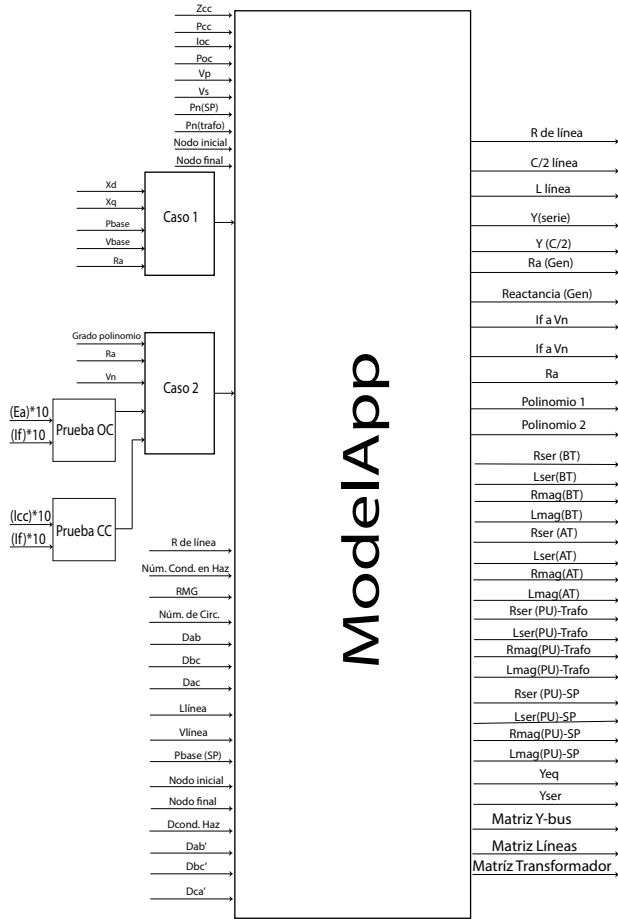 Zcc
Pcc
Ioc
Poc
Vp
Vs
Pn(SP)
Pn(trafo)
Nodo inicial
Nodo final
Xd
Xq
Pbase
Vbase
Ra
Caso 1
Grado polinomio
Ra
Vn
Caso 2
(Ea)*10
(If)*10
Prueba OC
(Icc)*10
(If)*10
Prueba CC
R de línea
Núm. Cond. en Haz
RMG
Núm. de Circ.
Dab
Dbc
Dac
Llínea
Vlínea
Pbase (SP)
Nodo inicial
Nodo final
Dcond. Haz
Dab'
Dbc'
Dca'
ModelApp
R de línea
C/2 línea
L línea
Y(serie)
Y (C/2)
Ra (Gen)
Reactancia (Gen)
If a Vn
If a Vn
Ra
Polinomio 1
Polinomio 2
Rser (BT)
Lser(BT)
Rmag(BT)
Lmag(BT)
Rser (AT)
Lser(AT)
Rmag(AT)
Lmag(AT)
Rser (PU)-Trafo
Lser(PU)-Trafo
Rmag(PU)-Trafo
Lmag(PU)-Trafo
Rser (PU)-SP
Lser(PU)-SP
Rmag(PU)-SP
Lmag(PU)-SP
Yeq
Yser
Matriz Y-bus
Matriz Líneas
Matríz Transformador